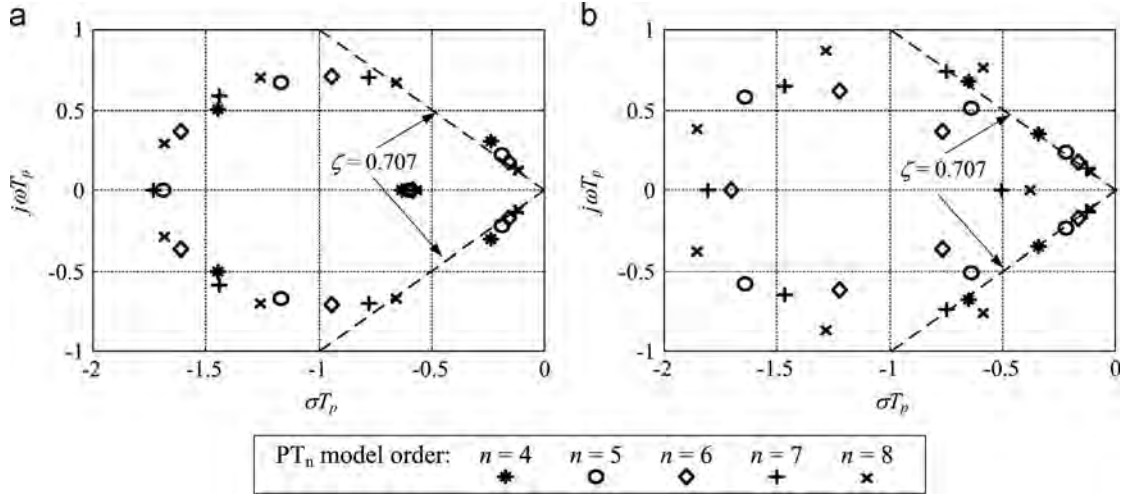 a
b
1
0.5
0
-0.5
-1
jωTₚ
ζ = 0.707
-2
-1.5
-1
-0.5
0
σTₚ
1
0.5
0
-0.5
-1
jωTₚ
ζ = 0.707
-2
-1.5
-1
-0.5
0
σTₚ
PTₙ model order: n = 4 n = 5 n = 6 n = 7 n = 8